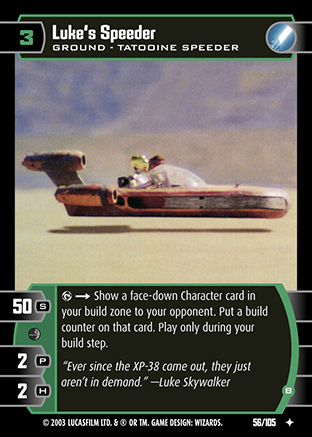 3
Luke's Speeder
GROUND - TATOOINE SPEEDER
50 S
2 P
2 H
→ Show a face-down Character card in
your build zone to your opponent. Put a build
counter on that card. Play only during your
build step.
"Ever since the XP-38 came out, they just
aren't in demand." —Luke Skywalker
B
© 2003 LUCASFILM LTD. & ® OR TM. GAME DESIGN: WIZARDS.
56/105